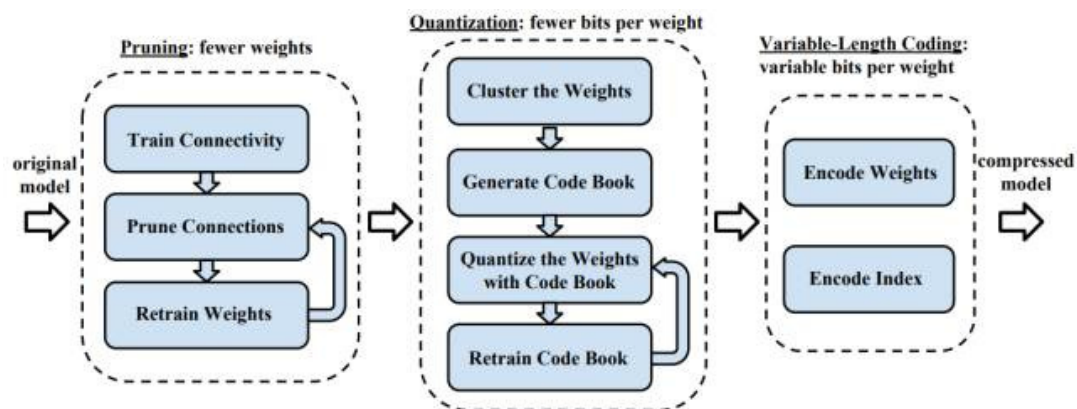 original
model
Pruning: fewer weights
Train Connectivity
Prune Connections
Retrain Weights
Quantization: fewer bits per weight
Cluster the Weights
Generate Code Book
Quantize the Weights
with Code Book
Retrain Code Book
Variable-Length Coding:
variable bits per weight
Encode Weights
Encode Index
compressed
model